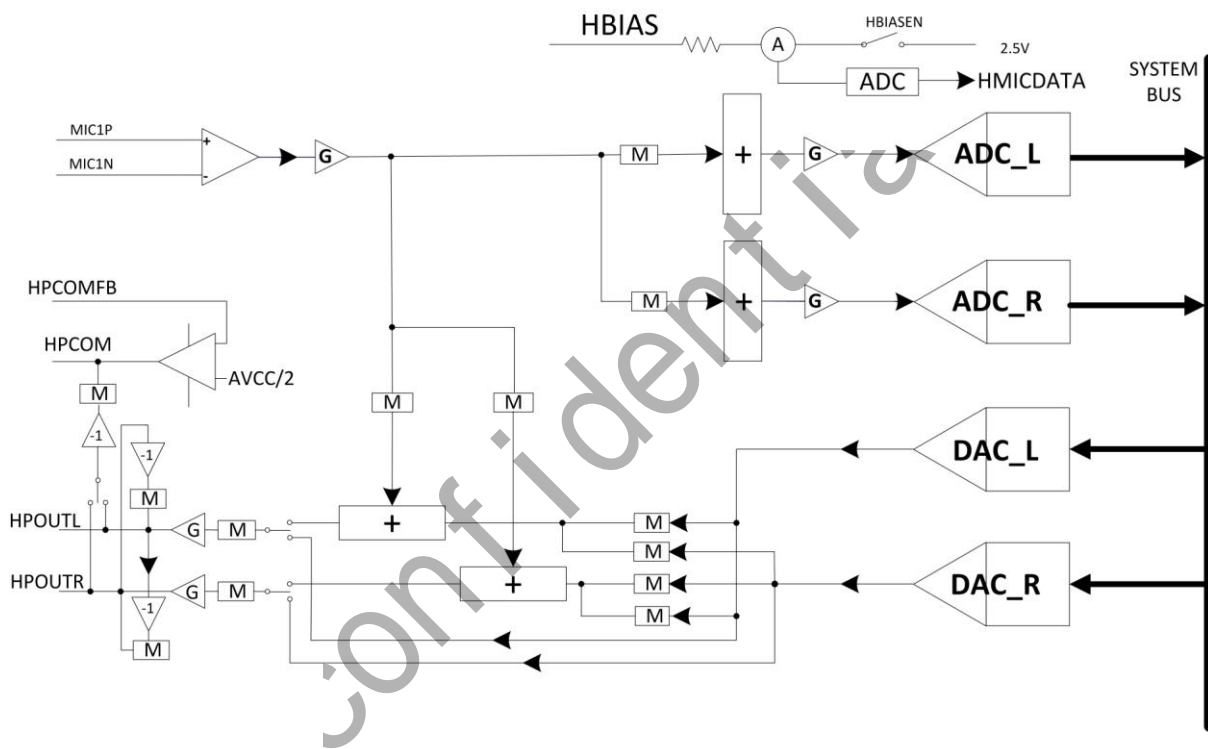 HBIAS
A
HBIASEN
2.5V
ADC
HMICDATA
SYSTEM
BUS
MIC1P
MIC1N
+
-
G
M
+
G
ADC_L
M
+
G
ADC_R
HPCOMFB
HPCOM
AVCC/2
M
-1
-1
M
M
M
DAC_L
HPOUTL
G
M
+
M
M
HPOUTR
G
M
+
M
M
DAC_R
-1
M
Confidential